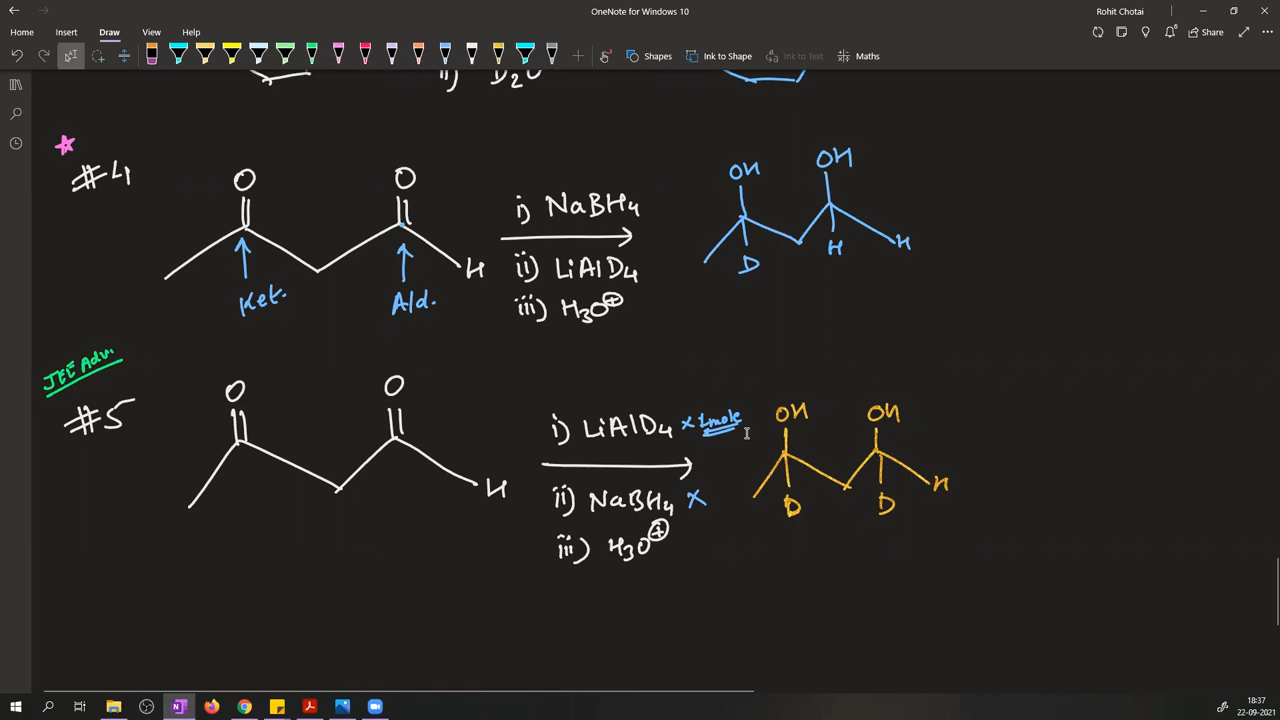 OneNote for Windows 10
Rohit Chotai
Home Insert Draw View Help
Share
Shapes
Ink to Shape
Ink to Text
Maths
ii) D2O
#4
O O
H
Ket. Ald.
i) NaBH4
ii) LiAlD4
iii) H3O⊕
OH OH
D H H
JEE Adv.
#5
O O
H
i) LiAlD4 × 1mole
ii) NaBH4 ×
iii) H3O⊕
OH OH
D D H
18:37
22-09-2021